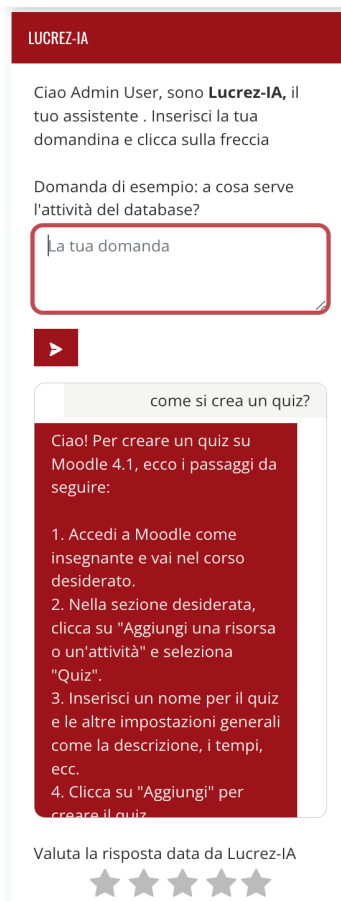 LUCREZ-IA
Ciao Admin User, sono Lucrez-IA, il
tuo assistente . Inserisci la tua
domandina e clicca sulla freccia
Domanda di esempio: a cosa serve
l'attività del database?
La tua domanda
come si crea un quiz?
Ciao! Per creare un quiz su
Moodle 4.1, ecco i passaggi da
seguire:
1. Accedi a Moodle come
insegnante e vai nel corso
desiderato.
2. Nella sezione desiderata,
clicca su "Aggiungi una risorsa
o un'attività" e seleziona
"Quiz".
3. Inserisci un nome per il quiz
e le altre impostazioni generali
come la descrizione, i tempi,
ecc.
4. Clicca su "Aggiungi" per
creare il quiz
Valuta la risposta data da Lucrez-IA